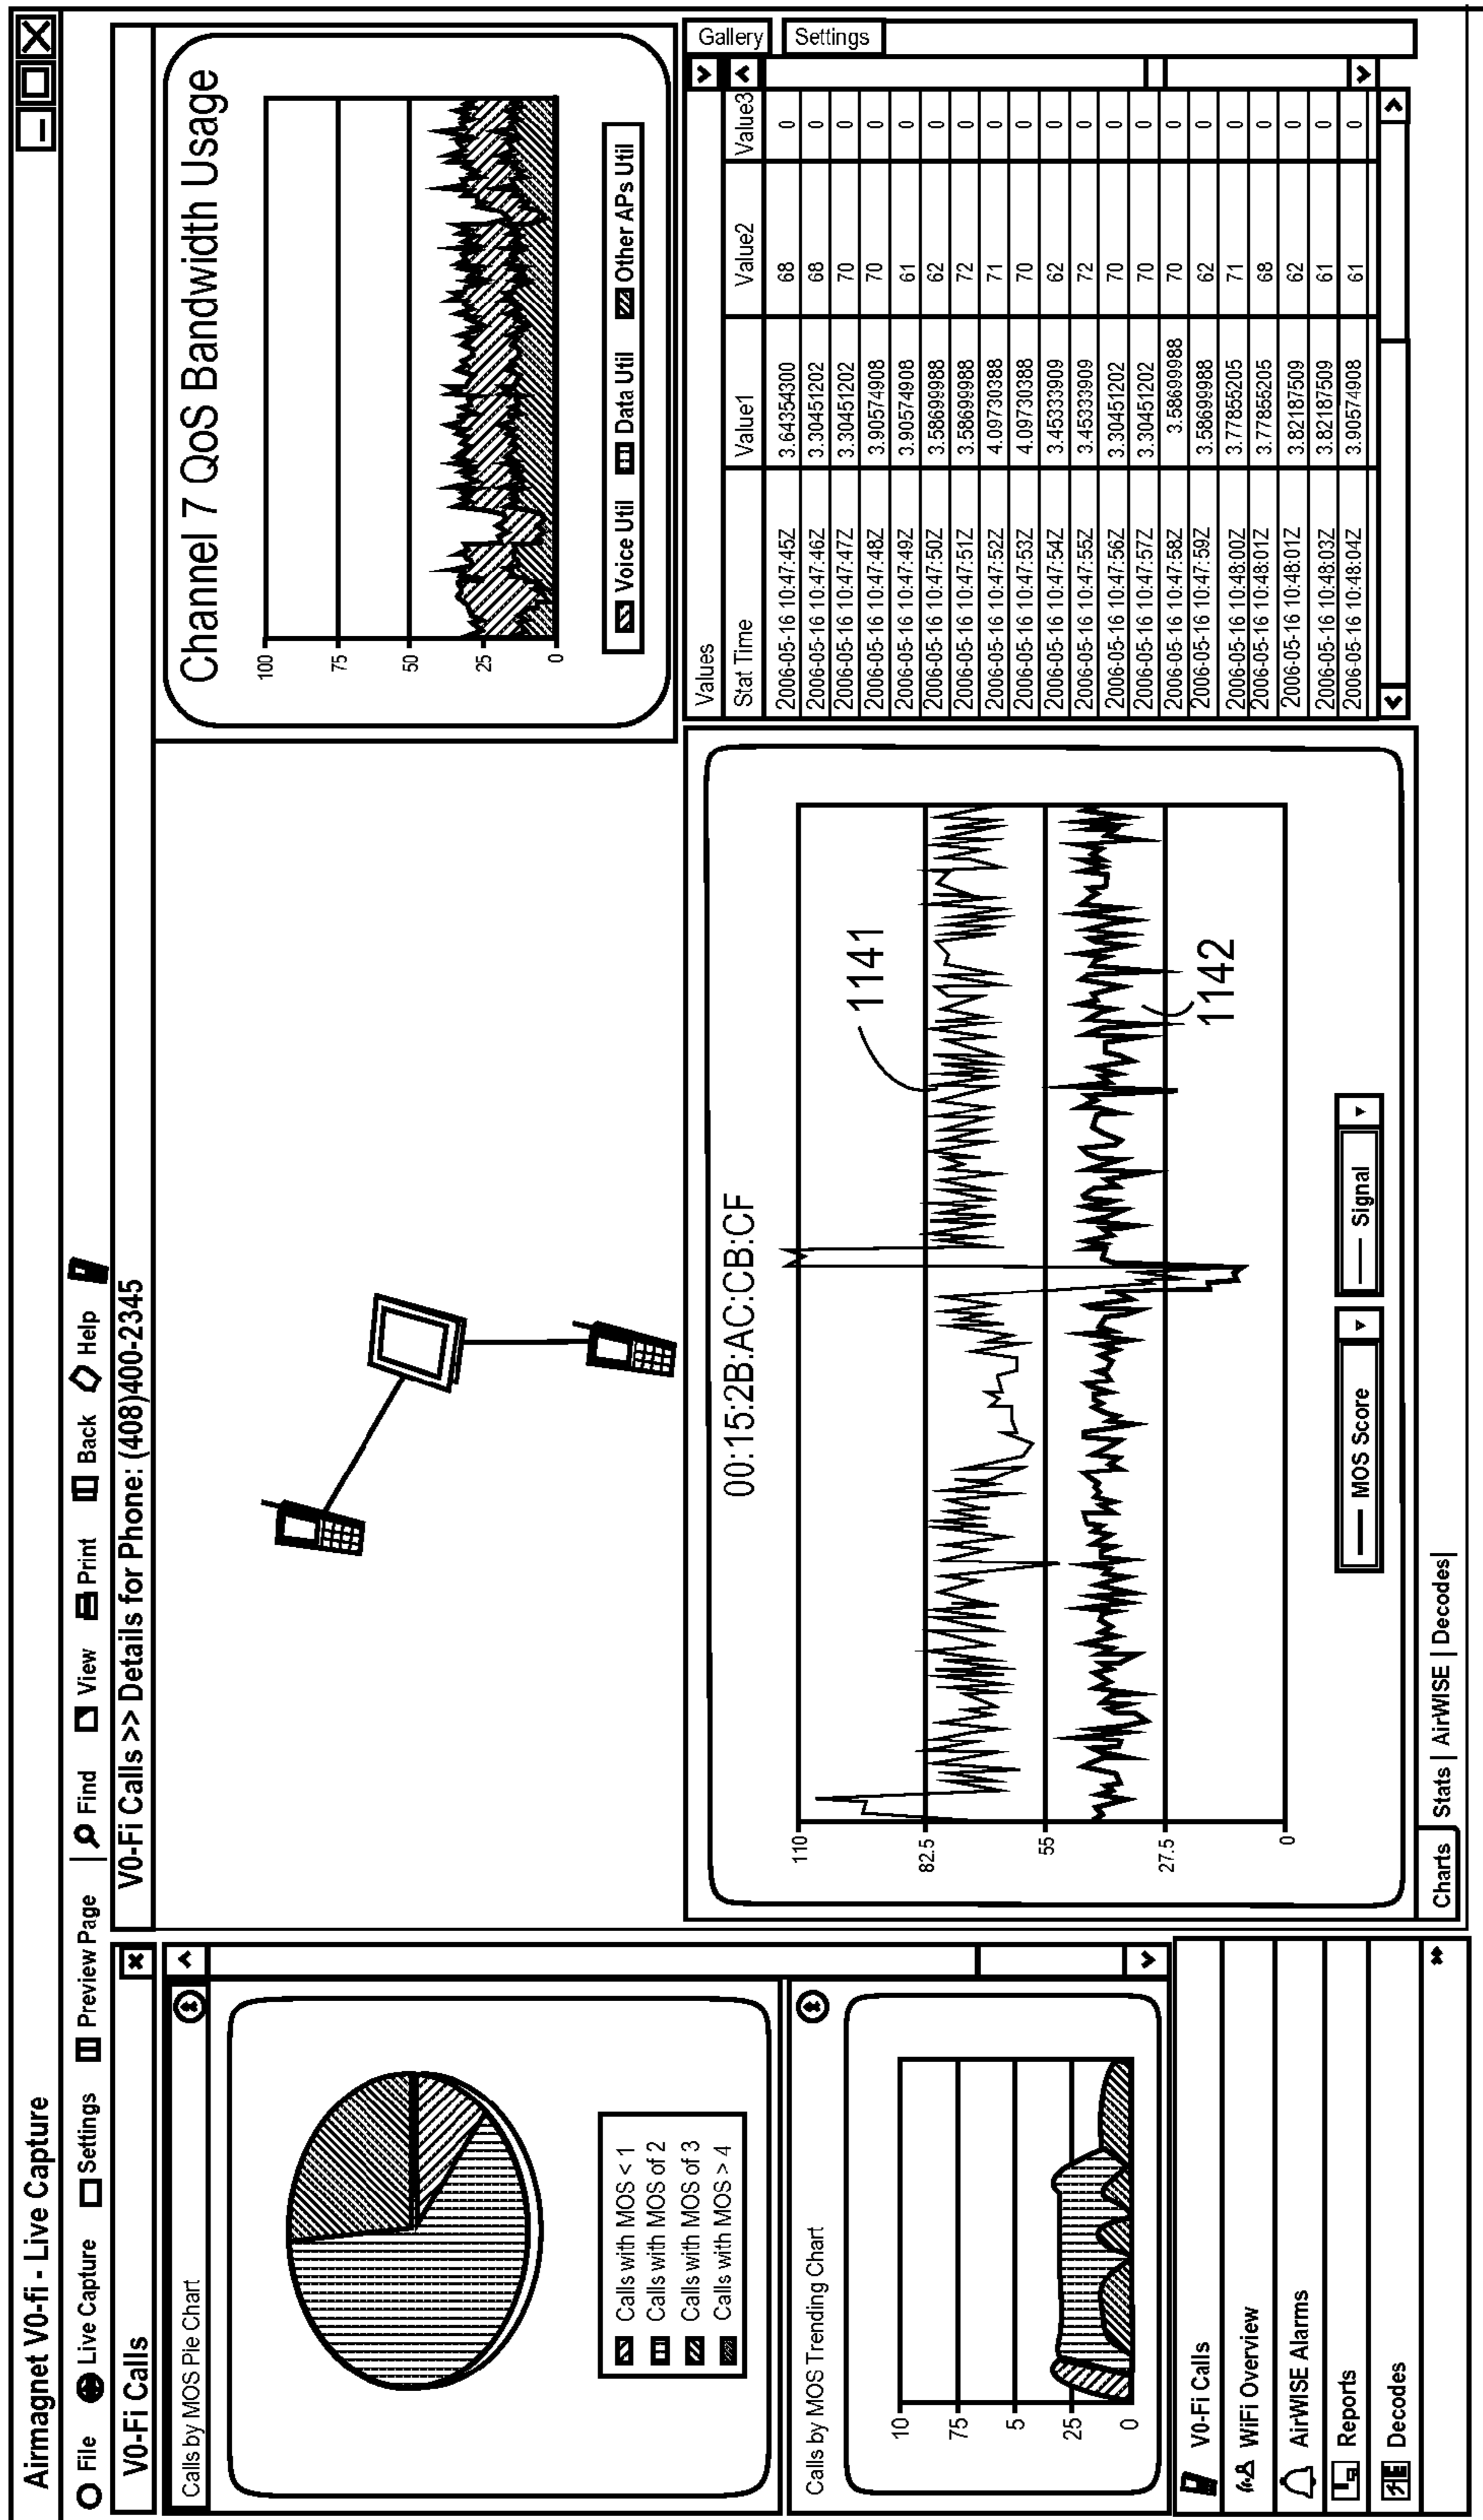 Airmagnet V0-fi - Live Capture
File Live Capture Settings Preview Page | Find View Print Back Help
V0-Fi Calls
V0-Fi Calls >> Details for Phone: (408)400-2345
Calls by MOS Pie Chart
Calls with MOS < 1
Calls with MOS of 2
Calls with MOS of 3
Calls with MOS > 4
Calls by MOS Trending Chart
10
75
5
25
0
V0-Fi Calls
WiFi Overview
AirWISE Alarms
Reports
Decodes
Channel 7 QoS Bandwidth Usage
100
75
50
25
0
Voice Util Data Util Other APs Util
00:15:2B:AC:CB:CF
110
82.5
55
27.5
0
1141
1142
MOS Score Signal
Charts | Stats | AirWISE | Decodes|
Gallery
Settings
Values
Stat Time Value1 Value2 Value3
2006-05-16 10:47:45Z 3.64354300 68 0
2006-05-16 10:47:46Z 3.30451202 68 0
2006-05-16 10:47:47Z 3.30451202 70 0
2006-05-16 10:47:48Z 3.90574908 70 0
2006-05-16 10:47:49Z 3.90574908 61 0
2006-05-16 10:47:50Z 3.58699988 62 0
2006-05-16 10:47:51Z 3.58699988 72 0
2006-05-16 10:47:52Z 4.09730388 71 0
2006-05-16 10:47:53Z 4.09730388 70 0
2006-05-16 10:47:54Z 3.45333909 62 0
2006-05-16 10:47:55Z 3.45333909 72 0
2006-05-16 10:47:56Z 3.30451202 70 0
2006-05-16 10:47:57Z 3.30451202 70 0
2006-05-16 10:47:58Z 3.58699988 70 0
2006-05-16 10:47:59Z 3.58699988 62 0
2006-05-16 10:48:00Z 3.77855205 71 0
2006-05-16 10:48:01Z 3.77855205 68 0
2006-05-16 10:48:01Z 3.82187509 62 0
2006-05-16 10:48:03Z 3.82187509 61 0
2006-05-16 10:48:04Z 3.90574908 61 0